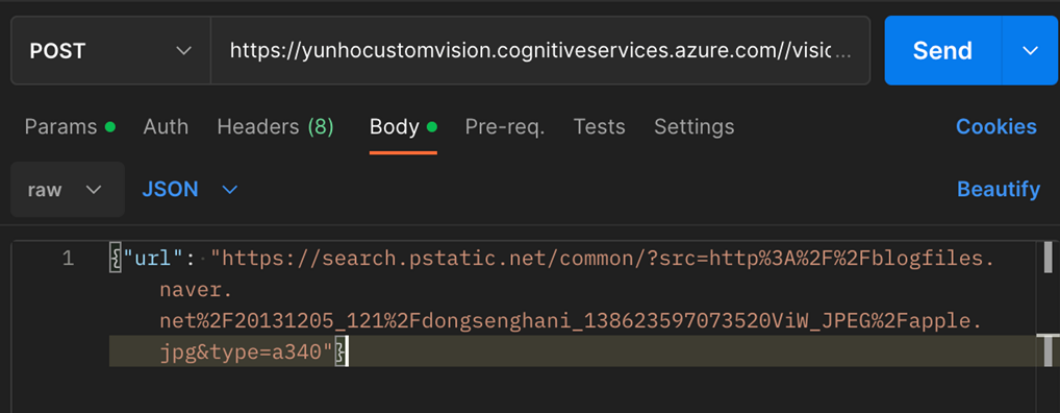 POST https://yunhocustomvision.cognitiveservices.azure.com//visic... Send
Params Auth Headers (8) Body Pre-req. Tests Settings Cookies
raw JSON Beautify
1 {"url": "https://search.pstatic.net/common/?src=http%3A%2F%2Fblogfiles.
naver.
net%2F20131205_121%2Fdongsenghani_138623597073520ViW_JPEG%2Fapple.
jpg&type=a340"}